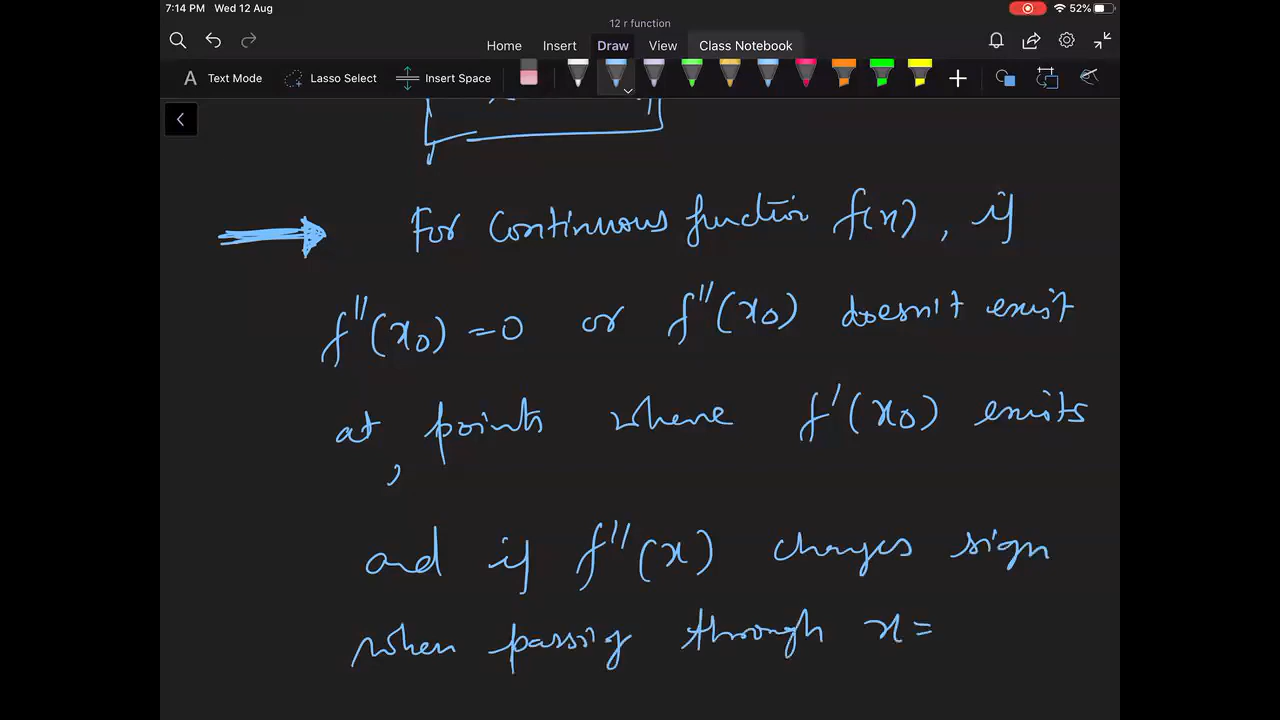 7:14 PM Wed 12 Aug
52%
12 r function
Home Insert Draw View Class Notebook
A Text Mode Lasso Select Insert Space
For continuous function f(x), if
f''(x₀) = 0 or f''(x₀) doesn't exist
at points where f'(x₀) exists
,
and if f''(x) changes sign
when passing through x =